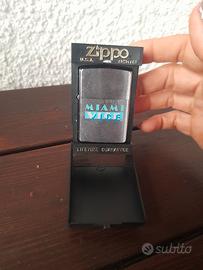 Zippo
U.S.A.
MIAMI
VICE
LIFETIME GUARANTEE
subito